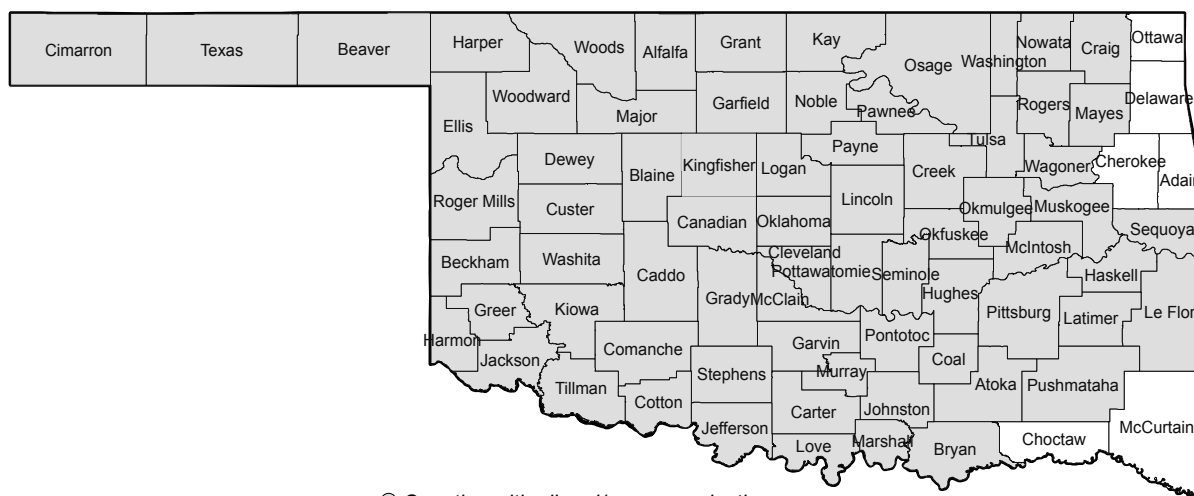 Cimarron
Texas
Beaver
Harper
Woods
Alfalfa
Grant
Kay
Osage
Washington
Nowata
Craig
Ottawa
Woodward
Ellis
Major
Garfield
Noble
Pawnee
Rogers
Mayes
Delaware
Dewey
Blaine
Kingfisher
Logan
Payne
Creek
Tulsa
Wagoner
Cherokee
Adair
Roger Mills
Custer
Canadian
Oklahoma
Lincoln
Okmulgee
Muskogee
Okfuskee
Sequoya
Beckham
Washita
Caddo
Grady
Cleveland
McClain
Pottawatomie
Seminole
Hughes
McIntosh
Haskell
Greer
Kiowa
Pittsburg
Latimer
Le Flor
Harmon
Jackson
Comanche
Garvin
Pontotoc
Coal
Tillman
Cotton
Stephens
Murray
Carter
Johnston
Atoka
Pushmataha
McCurtain
Jefferson
Love
Marshall
Bryan
Choctaw